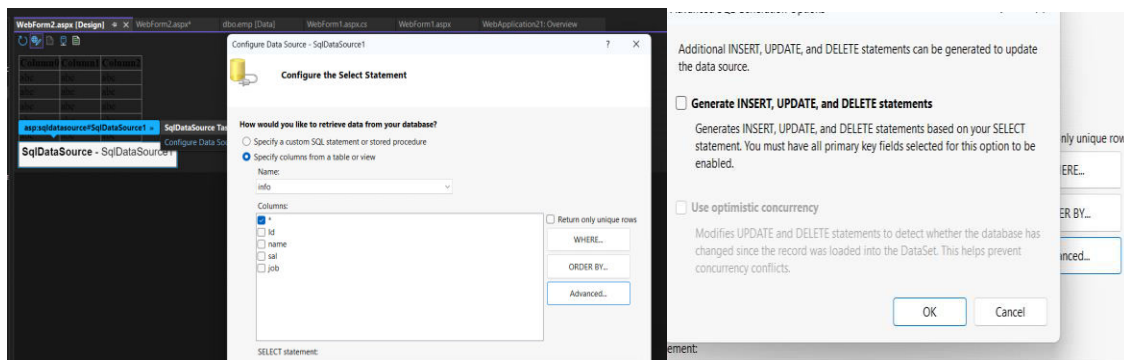 WebForm2.aspx [Design] WebForm2.aspx* dbo.emp [Data] WebForm1.aspx.cs WebForm1.aspx WebApplication21: Overview
Column0 Column1 Column2
abc abc abc
abc abc abc
abc abc abc
asp:sqldatasource#SqlDataSource1
SqlDataSource Tas
Configure Data So
SqlDataSource - SqlDataSource1
Configure Data Source - SqlDataSource1 ? X
Configure the Select Statement
How would you like to retrieve data from your database?
Specify a custom SQL statement or stored procedure
Specify columns from a table or view
Name:
info
Columns:
*
Id
name
sal
job
Return only unique rows
WHERE...
ORDER BY...
Advanced...
SELECT statement:
Additional INSERT, UPDATE, and DELETE statements can be generated to update
the data source.
Generate INSERT, UPDATE, and DELETE statements
Generates INSERT, UPDATE, and DELETE statements based on your SELECT
statement. You must have all primary key fields selected for this option to be
enabled.
Use optimistic concurrency
Modifies UPDATE and DELETE statements to detect whether the database has
changed since the record was loaded into the DataSet. This helps prevent
concurrency conflicts.
OK Cancel
nly unique row
ERE...
ER BY...
nced...
ement: